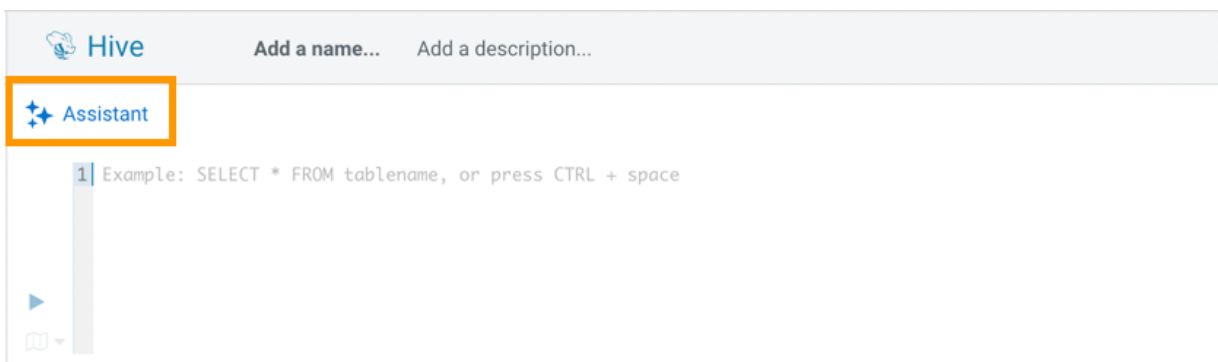 Hive Add a name... Add a description...
Assistant
1 Example: SELECT * FROM tablename, or press CTRL + space